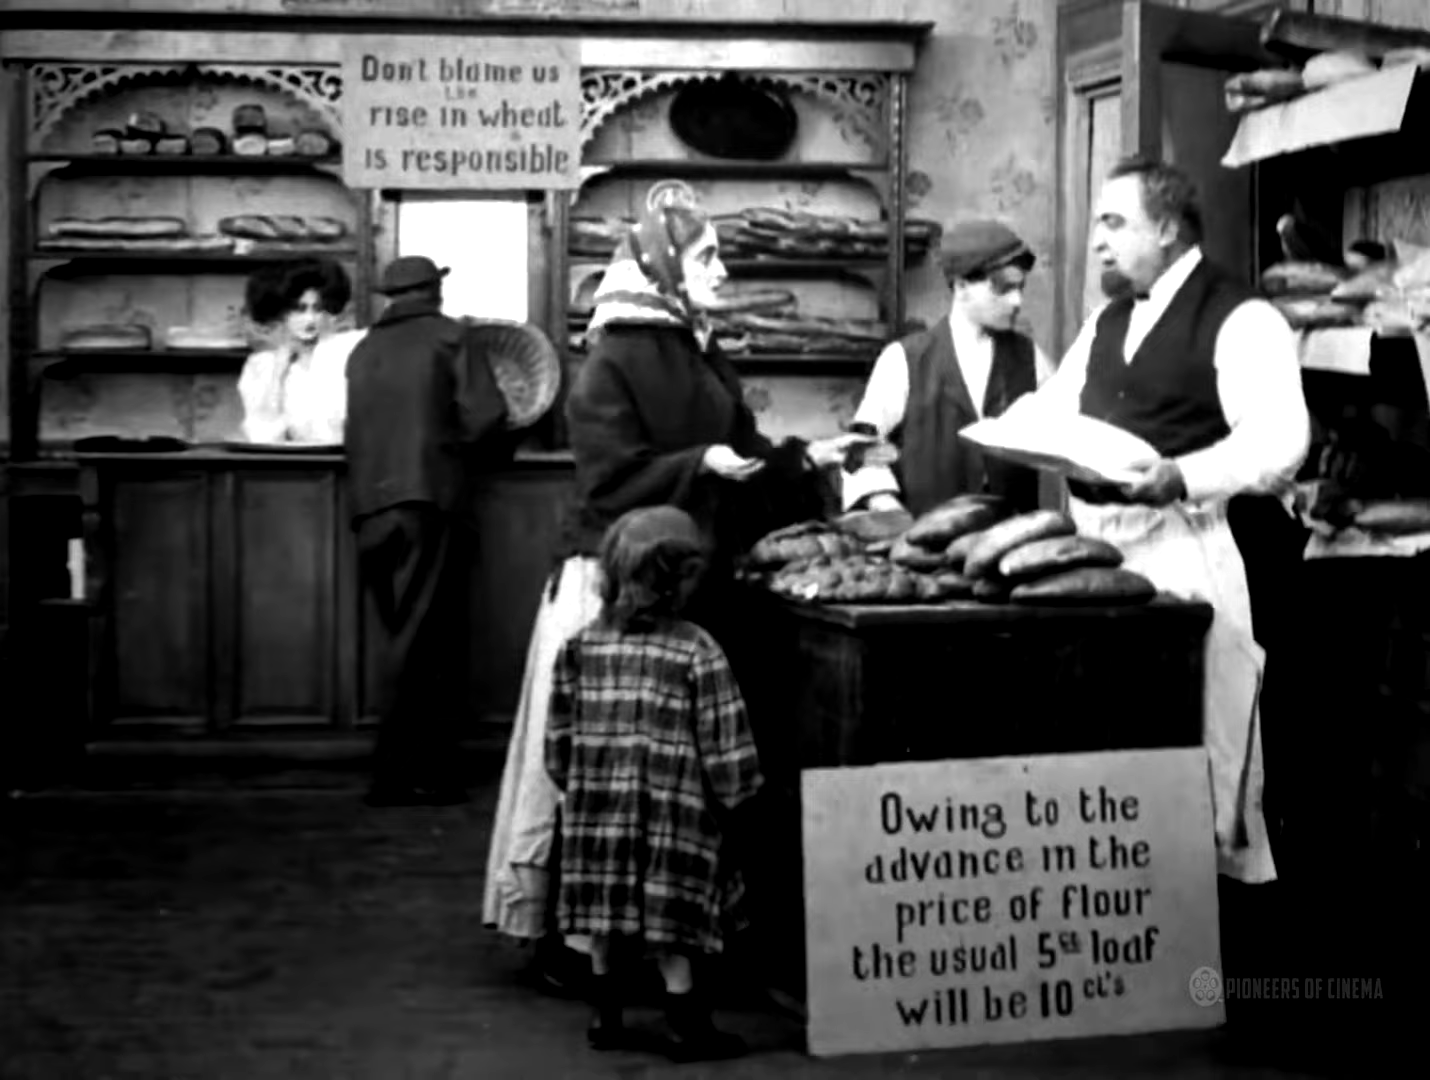 Don't blame us
the
rise in wheat
is responsible
Owing to the
advance in the
price of flour
the usual 5ct loaf
will be 10 ct's
PIONEERS OF CINEMA